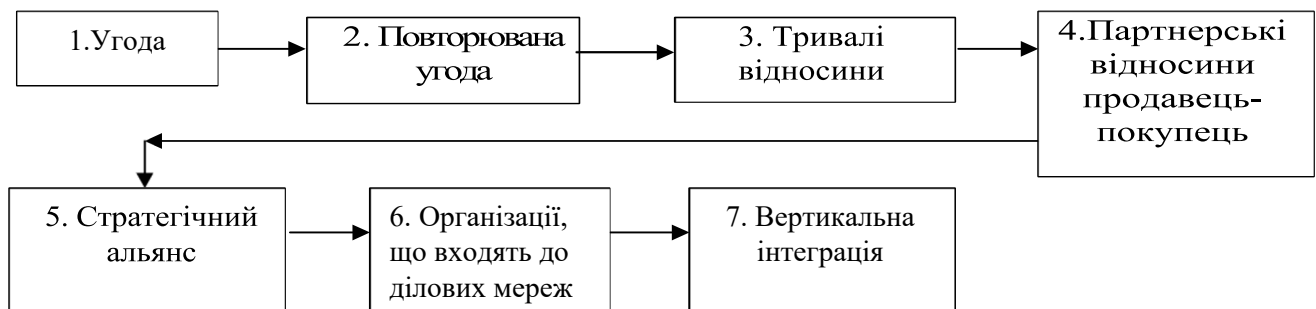 1.Угода
2. Повторювана
угода
3. Тривалі
відносини
4.Партнерські
відносини
продавець-
покупець
5. Стратегічний
альянс
6. Організації,
що входять до
ділових мереж
7. Вертикальна
інтеграція